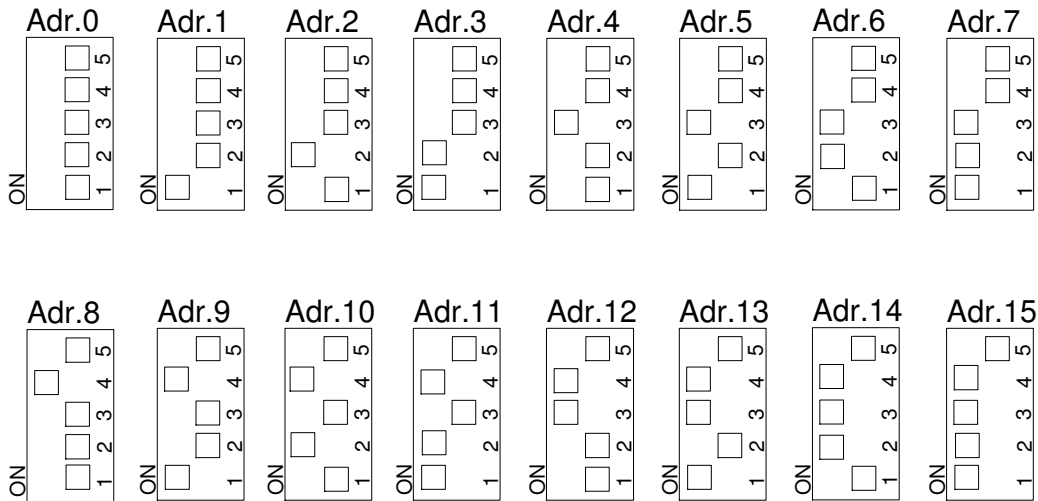 Adr.0 Adr.1 Adr.2 Adr.3 Adr.4 Adr.5 Adr.6 Adr.7
5 5 5 5 5 5 5 5
4 4 4 4 4 4 4 4
3 3 3 3 3 3 3 3
2 2 2 2 2 2 2 2
ON 1 ON 1 ON 1 ON 1 ON 1 ON 1 ON 1 ON 1
Adr.8 Adr.9 Adr.10 Adr.11 Adr.12 Adr.13 Adr.14 Adr.15
5 5 5 5 5 5 5 5
4 4 4 4 4 4 4 4
3 3 3 3 3 3 3 3
2 2 2 2 2 2 2 2
ON 1 ON 1 ON 1 ON 1 ON 1 ON 1 ON 1 ON 1